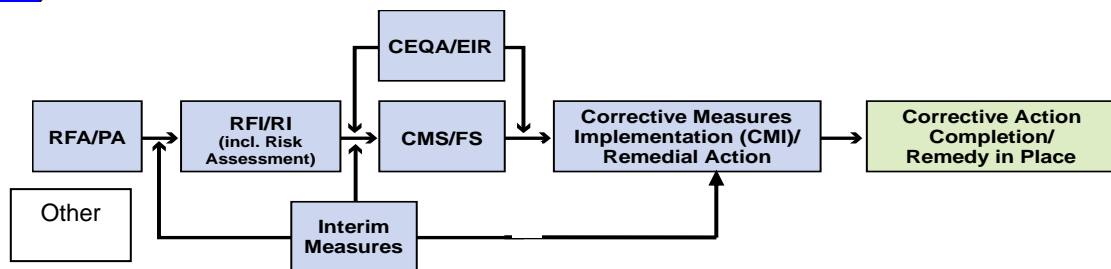 CEQA/EIR
RFA/PA
RFI/RI
(incl. Risk
Assessment)
CMS/FS
Corrective Measures
Implementation (CMI)/
Remedial Action
Corrective Action
Completion/
Remedy in Place
Other
Interim
Measures